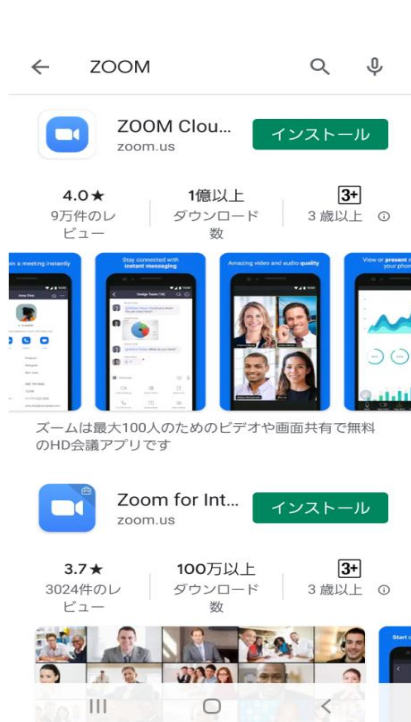 ZOOM
ZOOM Clou...
zoom.us
インストール
4.0★
9万件のレ
ビュー
1億以上
ダウンロード
数
3+
3 歳以上
Stay connected with
instant messaging
Amazing video and audio quality
View or present
your phon
ズームは最大100人のためのビデオや画面共有で無料
のHD会議アプリです
Zoom for Int...
zoom.us
インストール
3.7★
3024件のレ
ビュー
100万以上
ダウンロード
数
3+
3 歳以上